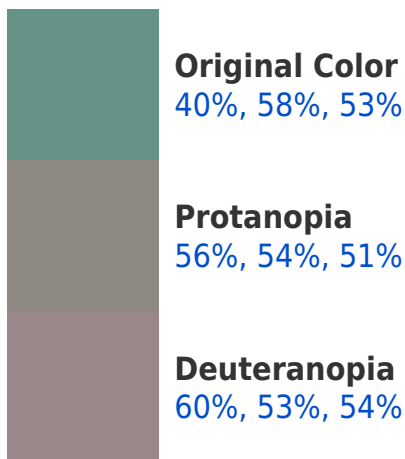 Original Color
40%, 58%, 53%
Protanopia
56%, 54%, 51%
Deuteranopia
60%, 53%, 54%